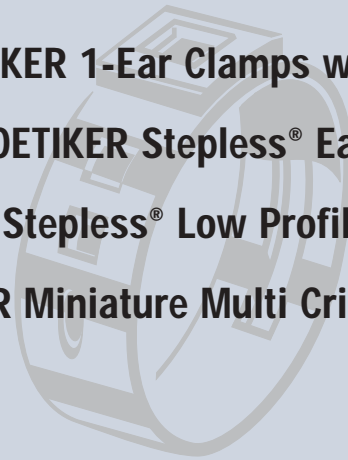 KER 1-Ear Clamps w
OETIKER Stepless® Ea
Stepless® Low Profil
R Miniature Multi Cri